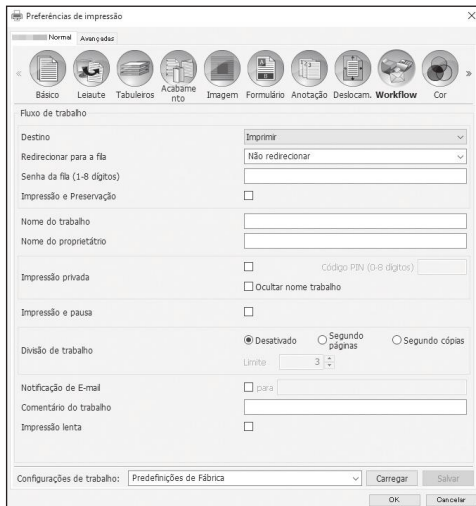 Preferências de impressão
Normal Avançadas
« Básico Leiaute Tabuleiros Acabame nto Imagem Formulário Anotação Deslocam. Workflow Cor »
Fluxo de trabalho
Destino Imprimir
Redirecionar para a fila Não redirecionar
Senha da fila (1-8 dígitos)
Impressão e Preservação
Nome do trabalho
Nome do proprietátrio
Impressão privada Código PIN (0-8 dígitos)
Ocultar nome trabalho
Impressão e pausa
Divisão de trabalho Desativado Segundo páginas Segundo cópias
Limite 3
Notificação de E-mail para
Comentário do trabalho
Impressão lenta
Configurações de trabalho: Predefinições de Fábrica Carregar Salvar
OK Cancelar